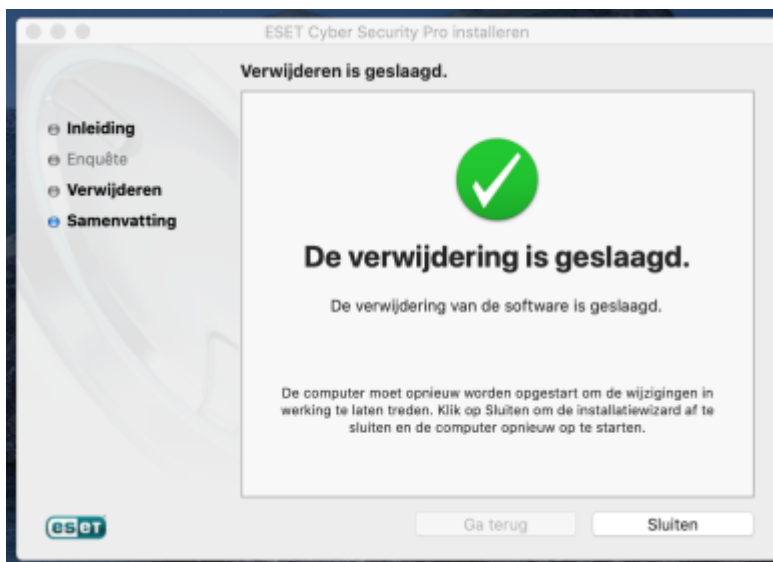 ESET Cyber Security Pro installeren
Verwijderen is geslaagd.
Inleiding
Enquête
Verwijderen
Samenvatting
De verwijdering is geslaagd.
De verwijdering van de software is geslaagd.
De computer moet opnieuw worden opgestart om de wijzigingen in
werking te laten treden. Klik op Sluiten om de installatiewizard af te
sluiten en de computer opnieuw op te starten.
eset
Ga terug
Sluiten